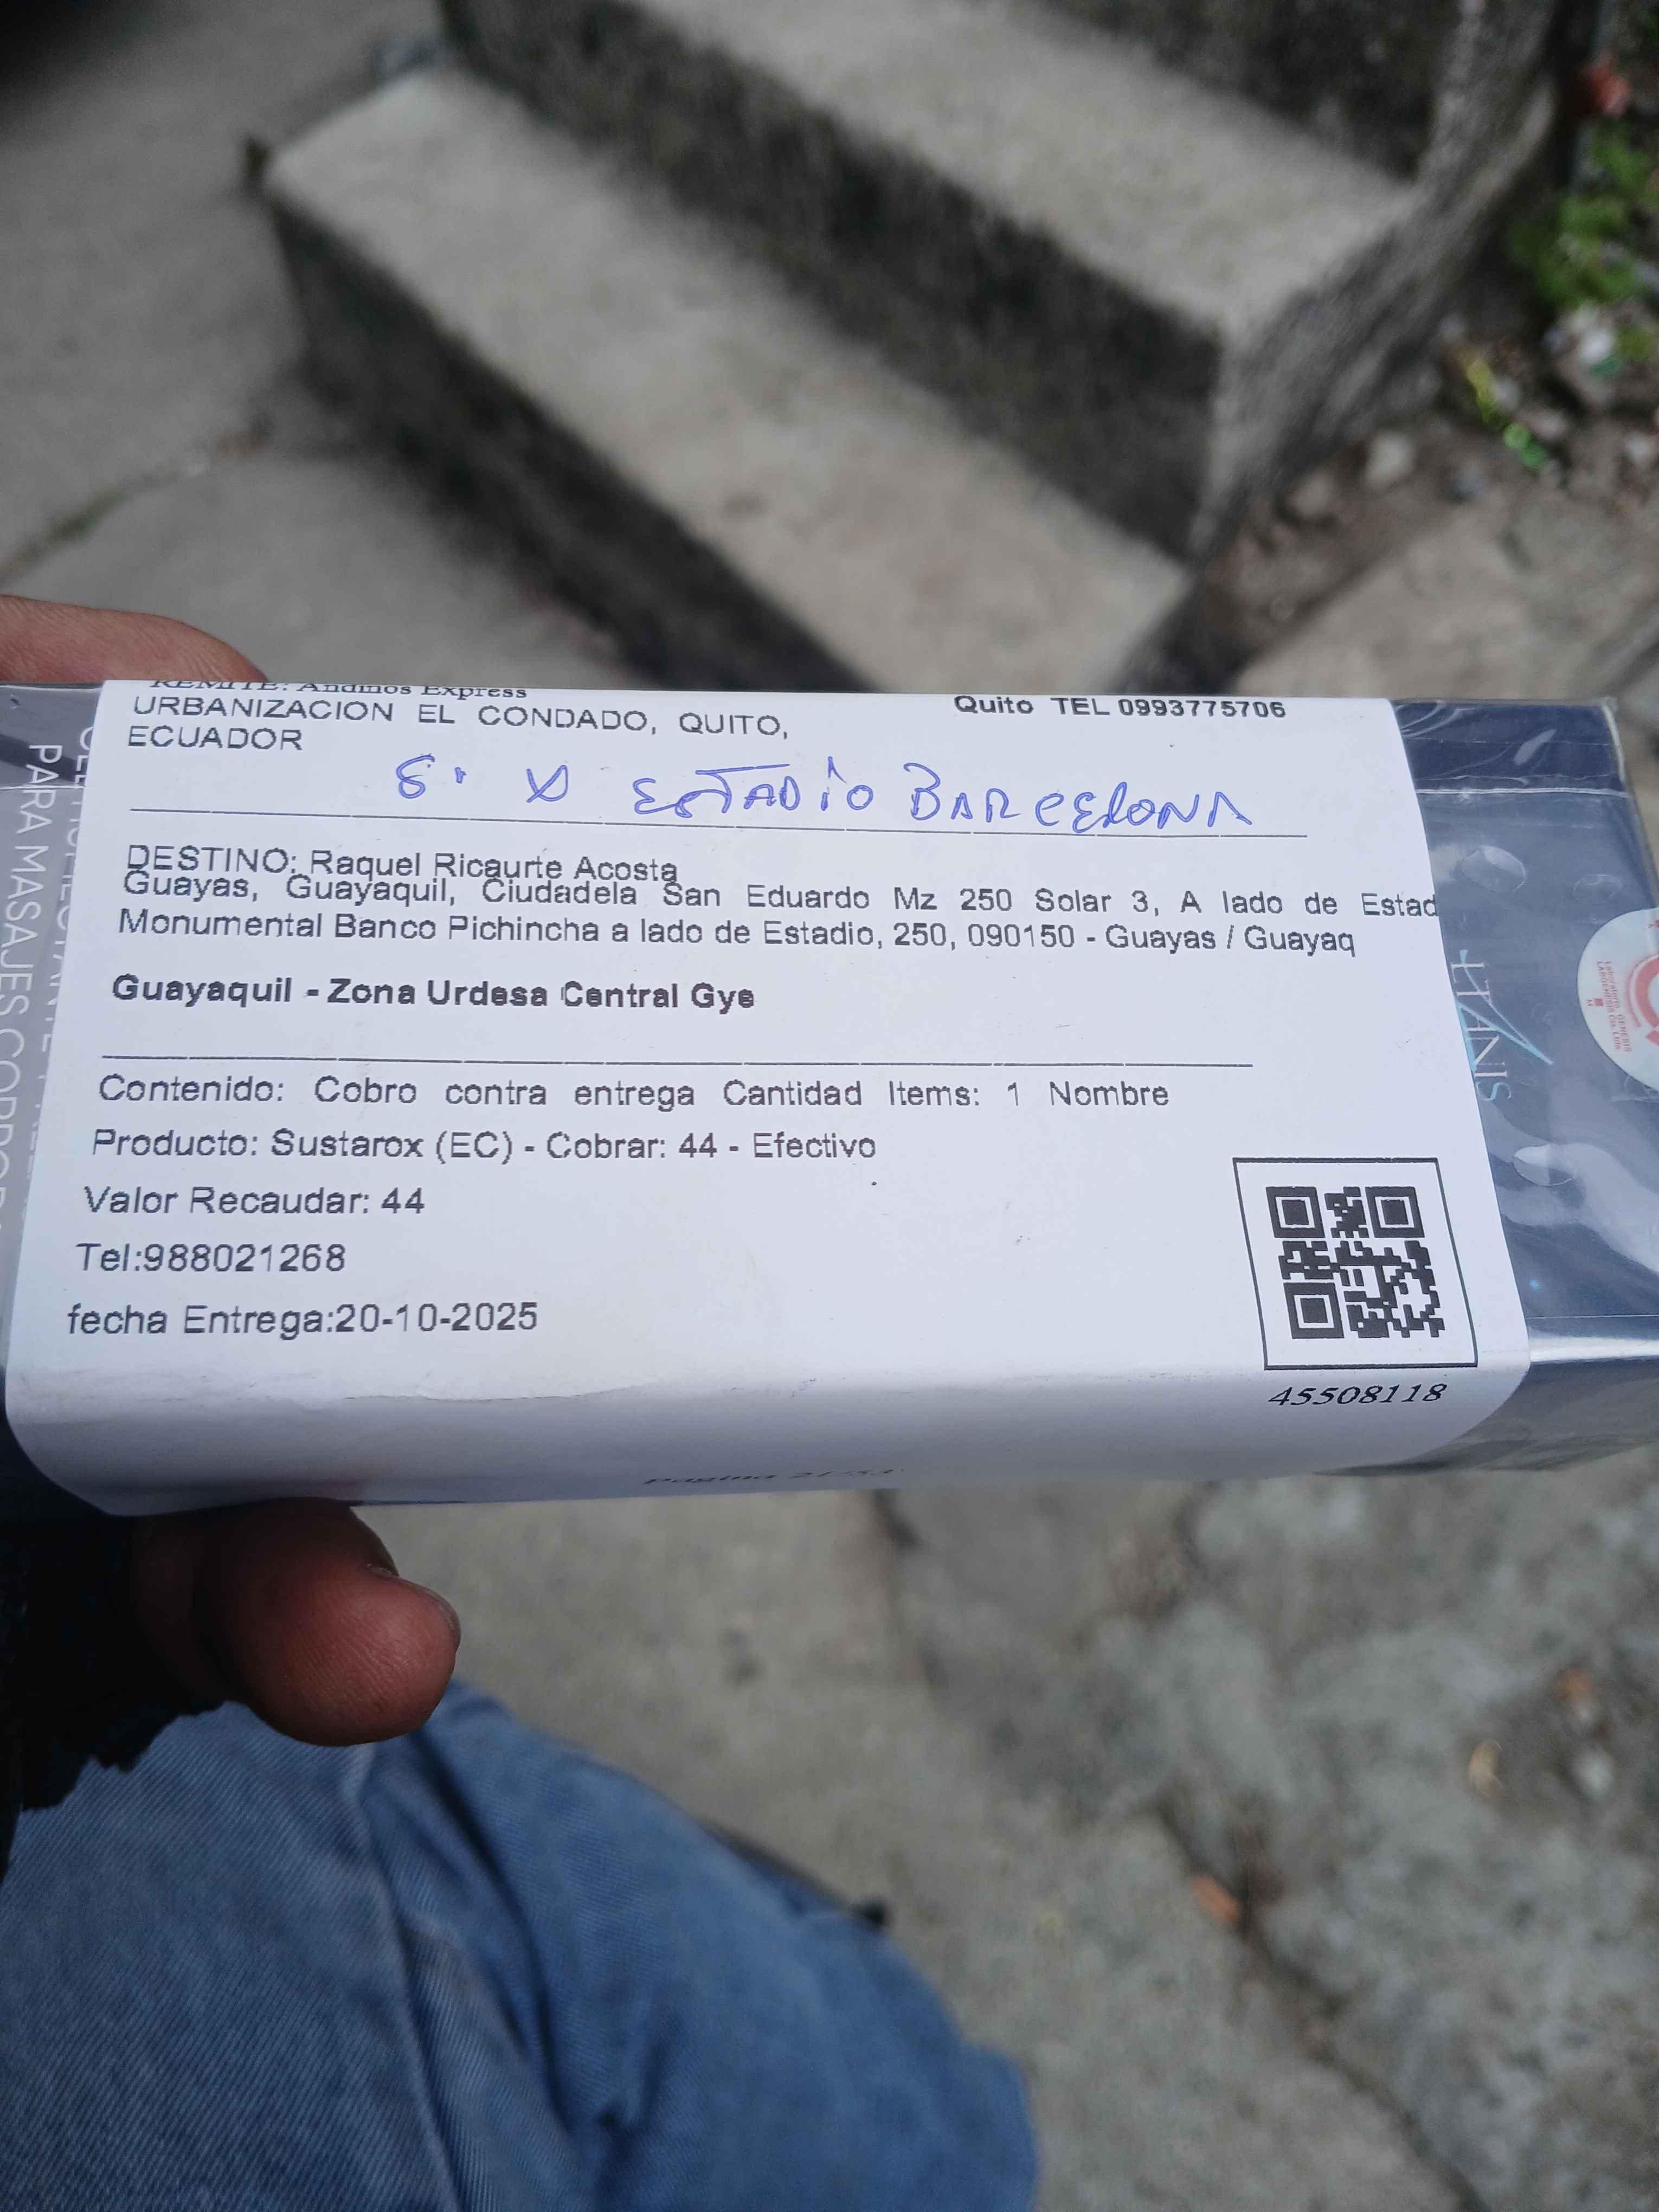 REMITE: Andinos Express
URBANIZACION EL CONDADO, QUITO,
ECUADOR
Quito TEL 0993775706
ESTADIO BARCELONA
DESTINO: Raquel Ricaurte Acosta
Guayas, Guayaquil, Ciudadela San Eduardo Mz 250 Solar 3, A lado de Estad
Monumental Banco Pichincha a lado de Estadio, 250, 090150 - Guayas / Guayaq
Guayaquil - Zona Urdesa Central Gye
Contenido: Cobro contra entrega Cantidad Items: 1 Nombre
Producto: Sustarox (EC) - Cobrar: 44 - Efectivo
Valor Recaudar: 44
Tel:988021268
fecha Entrega:20-10-2025
45508118
PARA MASAJES